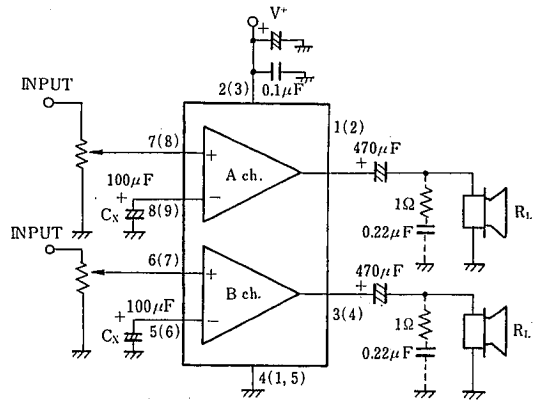 V+
+
2(3)
0.1μF
INPUT
1(2)
7(8)
+
A ch.
470μF
+
100μF
+
Cx
8(9)
−
1Ω
0.22μF
RL
INPUT
6(7)
+
B ch.
470μF
+
100μF
+
Cx
5(6)
−
3(4)
1Ω
0.22μF
RL
4(1, 5)